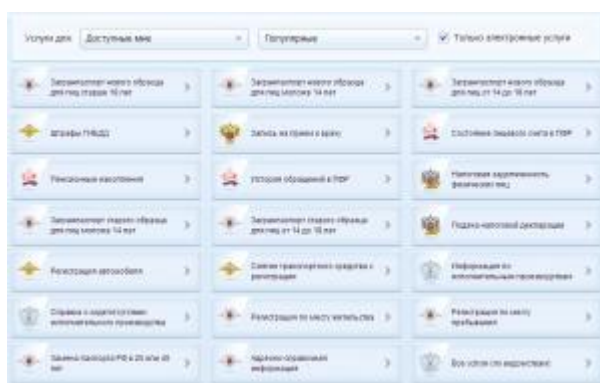 Услуги для: Доступные мне Популярные Только электронные услуги
Загранпаспорт нового образца
для лиц старше 18 лет
Загранпаспорт нового образца
для лиц моложе 14 лет
Загранпаспорт нового образца
для лиц от 14 до 18 лет
Штрафы ГИБДД
Запись на прием к врачу
Состояние лицевого счета в ПФР
Пенсионные накопления
История обращений в ПФР
Налоговая задолженность
физических лиц
Загранпаспорт старого образца
для лиц моложе 14 лет
Загранпаспорт старого образца
для лиц от 14 до 18 лет
Подача налоговой декларации
Регистрация автомобиля
Снятие транспортного средства с
регистрации
Информация по
исполнительным производствам
Справка о
исполнительного производства
Регистрация по месту жительства
Регистрация по месту
пребывания
Замена паспорта РФ в 20 или 45
лет
Адресно-справочная
информация
Все услуги (по ведомствам)